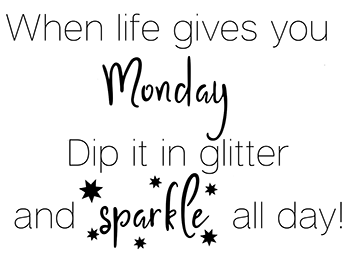 When life gives you
Monday
Dip it in glitter
and sparkle all day!